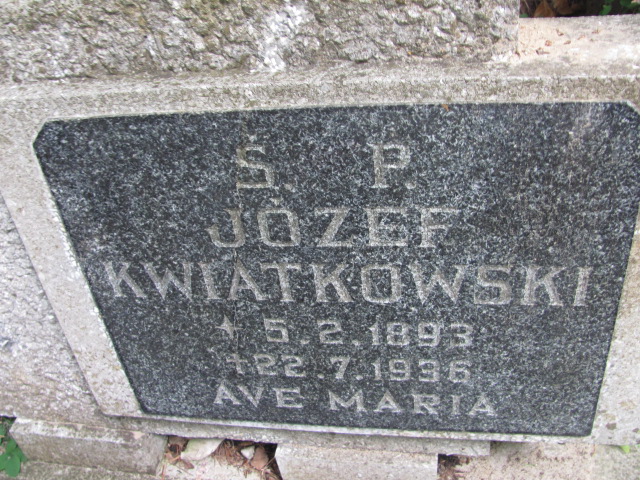 Ś. P.
JÓZEF
KWIATKOWSKI
* 5.2.1893
† 22.7.1936
AVE MARIA